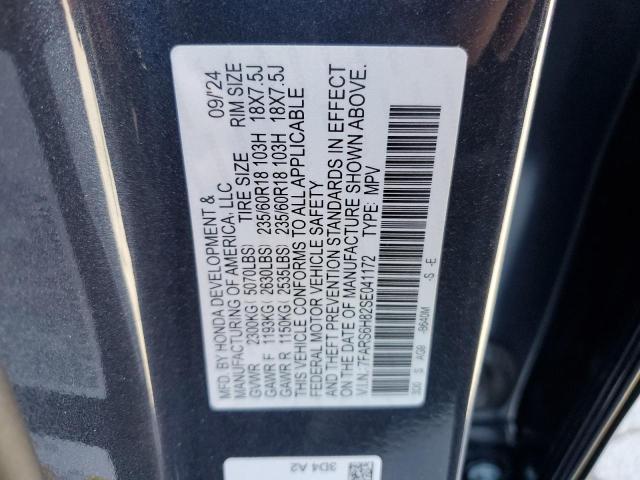 MFD. BY HONDA DEVELOPMENT & 09/'24
MANUFACTURING OF AMERICA, LLC
TIRE SIZE RIM SIZE
GVWR 2300KG( 5070LBS)
GAWR F 1193KG( 2630LBS) 235/60R18 103H 18X7.5J
GAWR R 1150KG( 2535LBS) 235/60R18 103H 18X7.5J
THIS VEHICLE CONFORMS TO ALL APPLICABLE
FEDERAL MOTOR VEHICLE SAFETY
AND THEFT PREVENTION STANDARDS IN EFFECT
ON THE DATE OF MANUFACTURE SHOWN ABOVE.
V.I.N.: 7FARS6H82SE041172 TYPE: MPV
3D0 S AGB -B640M -S -E
3D4 A2